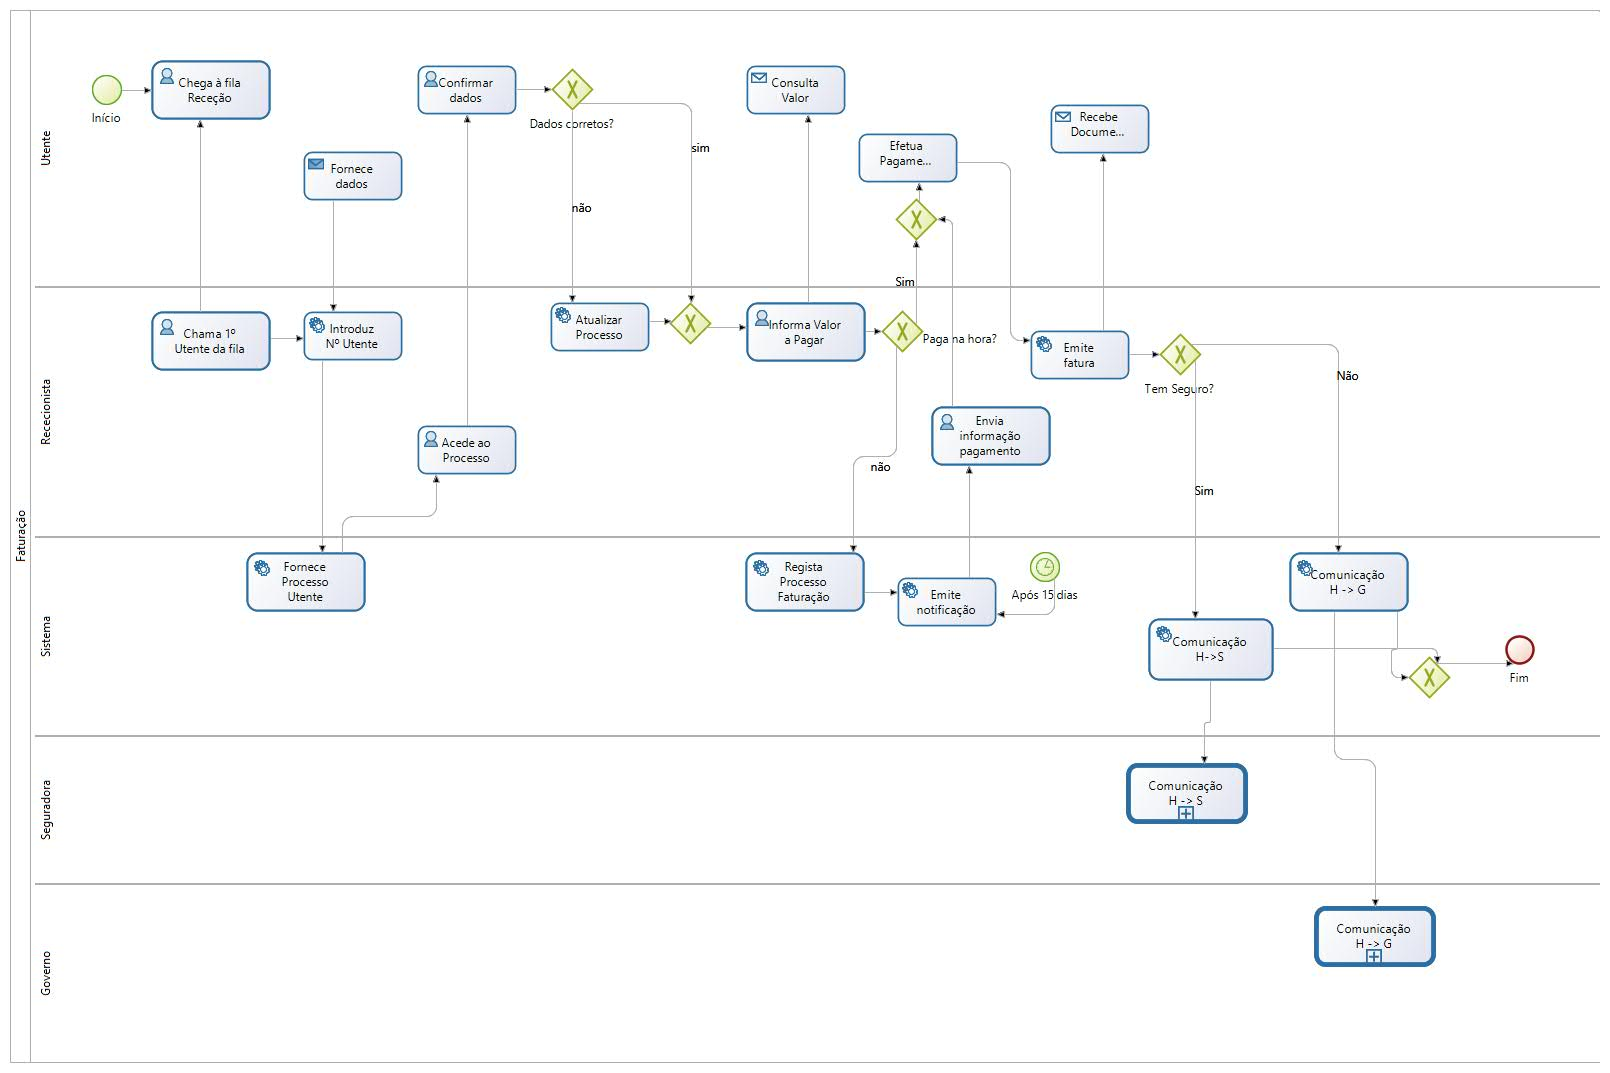 Faturação
Utente
Início
Chega à fila
Receção
Fornece
dados
Confirmar
dados
Dados corretos?
sim
não
Consulta
Valor
Efetua
Pagame...
Recebe
Docume...
Sim
Rececionista
Chama 1º
Utente da fila
Introduz
Nº Utente
Acede ao
Processo
Atualizar
Processo
Informa Valor
a Pagar
Paga na hora?
não
Envia
informação
pagamento
Emite
fatura
Tem Seguro?
Não
Sim
Sistema
Fornece
Processo
Utente
Regista
Processo
Faturação
Emite
notificação
Após 15 dias
Comunicação
H->S
Comunicação
H -> G
Fim
Seguradora
Comunicação
H -> S
Governo
Comunicação
H -> G